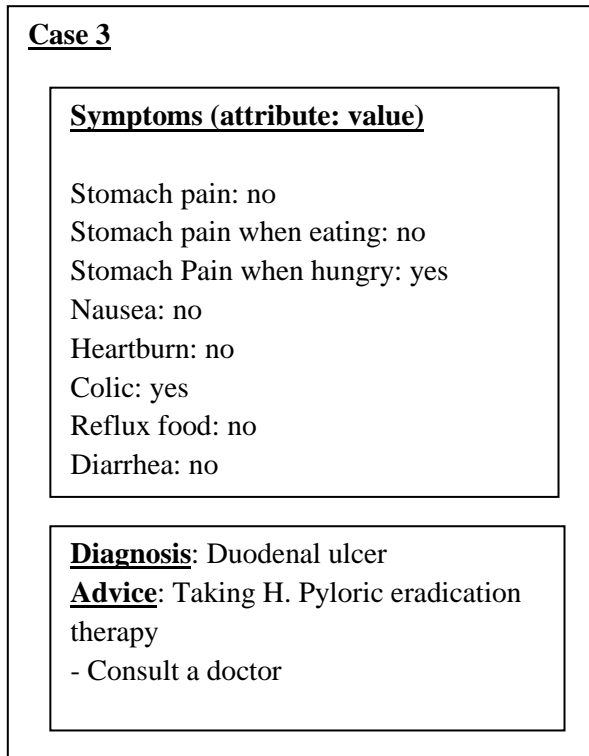 Case 3
Symptoms (attribute: value)
Stomach pain: no
Stomach pain when eating: no
Stomach Pain when hungry: yes
Nausea: no
Heartburn: no
Colic: yes
Reflux food: no
Diarrhea: no
Diagnosis: Duodenal ulcer
Advice: Taking H. Pyloric eradication
therapy
- Consult a doctor